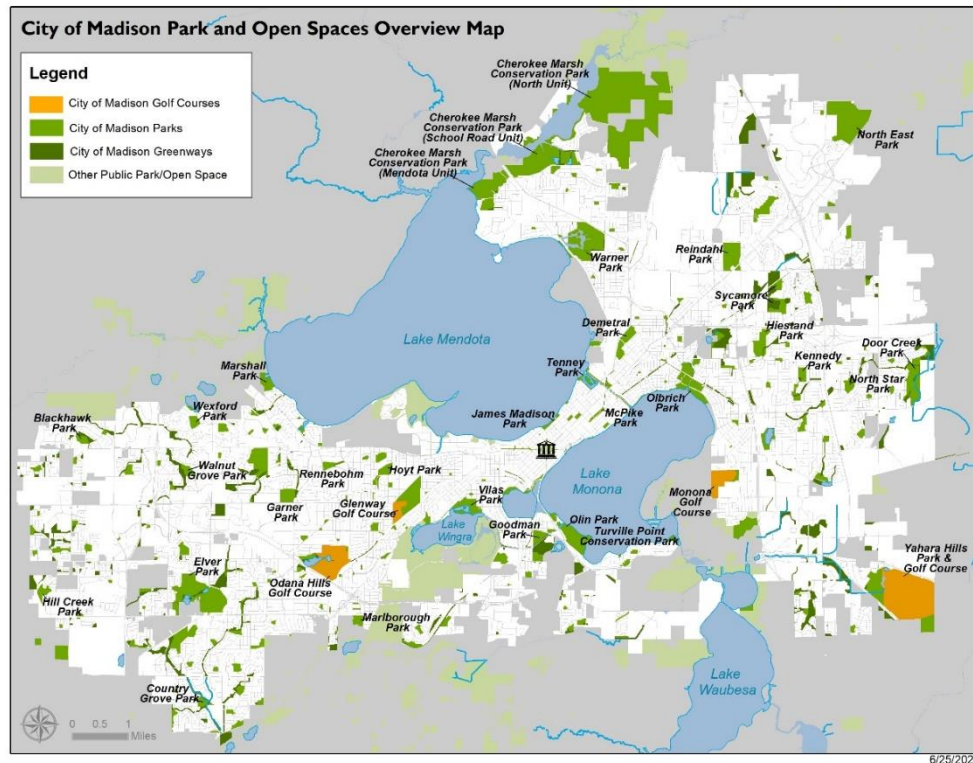 City of Madison Park and Open Spaces Overview Map
Legend
City of Madison Golf Courses
City of Madison Parks
City of Madison Greenways
Other Public Park/Open Space
Cherokee Marsh
Conservation Park
(North Unit)
Cherokee Marsh
Conservation Park
(School Road Unit)
Cherokee Marsh
Conservation Park
(Mendota Unit)
North East
Park
Warner
Park
Reindahl
Park
Sycamore
Park
Lake Mendota
Demetral
Park
Hiestand
Park
Door Creek
Park
Kennedy
Park
Marshall
Park
Tenney
Park
North Star
Park
Olbrich
Park
Wexford
Park
James Madison
Park
McPike
Park
Blackhawk
Park
Walnut
Grove Park
Rennebohm
Park
Hoyt Park
Lake
Monona
Monona
Golf
Course
Garner
Park
Glenway
Golf Course
Vilas
Park
Lake
Wingra
Goodman
Park
Olin Park
Turville Point
Conservation Park
Yahara Hills
Park &
Golf Course
Elver
Park
Odana Hills
Golf Course
Hill Creek
Park
Marlborough
Park
Lake
Waubesa
Country
Grove Park
0 0.5 1
Miles
6/25/202